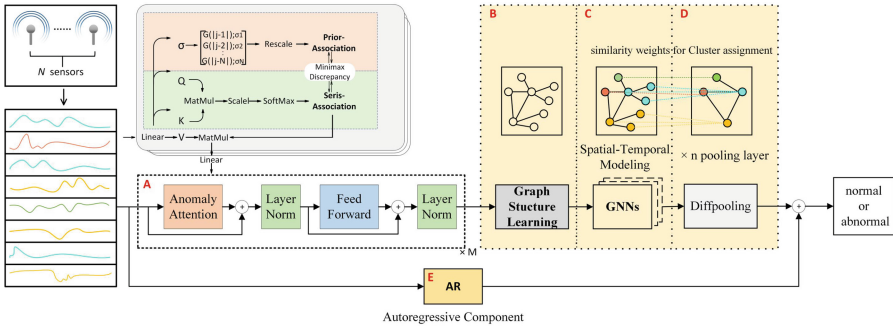 N sensors
σ
G(|j-1|);σ1
G(|j-2|);σ2
G(|j-N|);σN
Rescale
Prior-
Association
Minimax
Discrepancy
Q
K
MatMul
Scalel
SoftMax
Seris-
Association
Linear
V
MatMul
Linear
A
Anomaly
Attention
+
Layer
Norm
Feed
Forward
+
Layer
Norm
× M
B
C
D
similarity weights for Cluster assignment
Spatial-Temporal
Modeling
× n pooling layer
Graph
Stucture
Learning
GNNs
Diffpooling
+
normal
or
abnormal
E
AR
Autoregressive Component